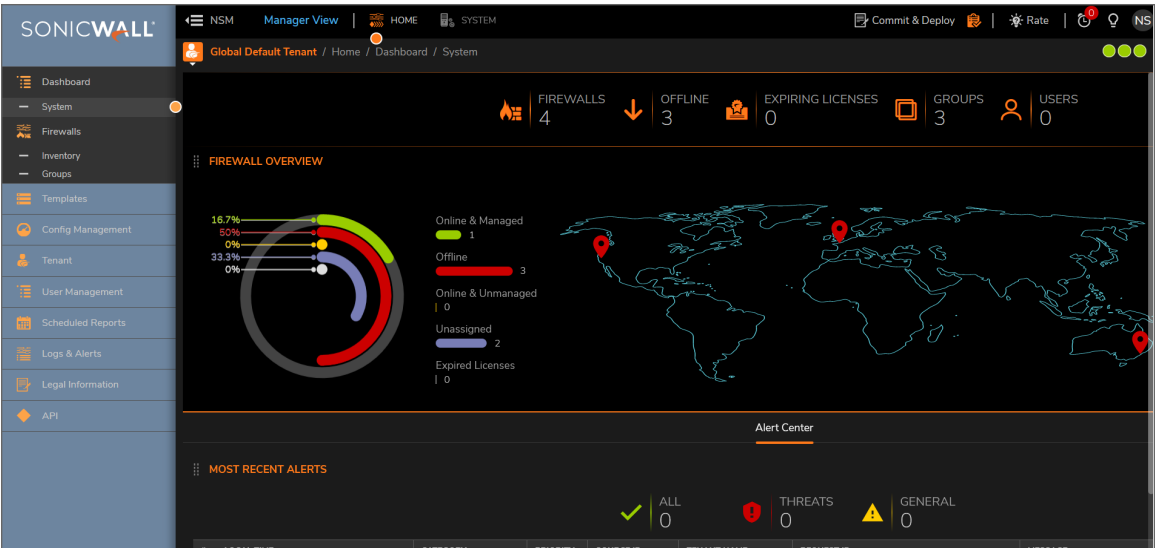 SONICWALL
NSM Manager View HOME SYSTEM Commit & Deploy Rate 0 NS
Global Default Tenant / Home / Dashboard / System
Dashboard
System
Firewalls
Inventory
Groups
Templates
Config Management
Tenant
User Management
Scheduled Reports
Logs & Alerts
Legal Information
API
FIREWALLS
4
OFFLINE
3
EXPIRING LICENSES
0
GROUPS
3
USERS
0
FIREWALL OVERVIEW
16.7%
50%
0%
33.3%
0%
Online & Managed
1
Offline
3
Online & Unmanaged
0
Unassigned
2
Expired Licenses
0
Alert Center
MOST RECENT ALERTS
ALL
0
THREATS
0
GENERAL
0